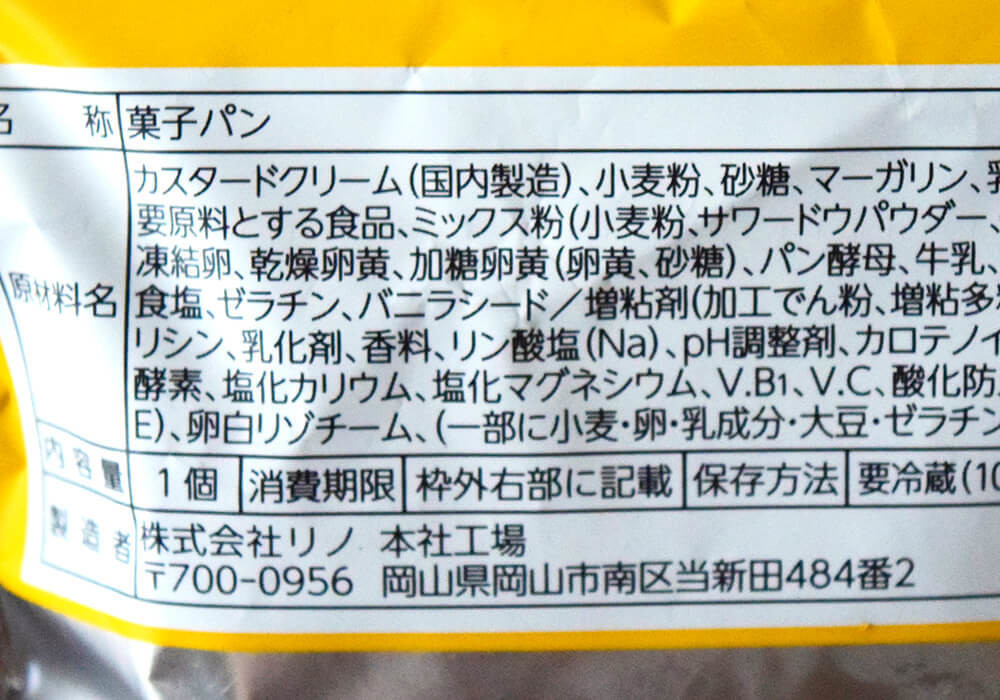 名 称 菓子パン
カスタードクリーム(国内製造)、小麦粉、砂糖、マーガリン、乳
要原料とする食品、ミックス粉(小麦粉、サワードウパウダー、
凍結卵、乾燥卵黄、加糖卵黄(卵黄、砂糖)、パン酵母、牛乳、
原材料名 食塩、ゼラチン、バニラシード/増粘剤(加工でん粉、増粘多
リシン、乳化剤、香料、リン酸塩(Na)、pH調整剤、カロテノイ
酵素、塩化カリウム、塩化マグネシウム、V.B1、V.C、酸化防
E)、卵白リゾチーム、(一部に小麦・卵・乳成分・大豆・ゼラチン
内容量 1個 消費期限 枠外右部に記載 保存方法 要冷蔵(10
製造者 株式会社リノ 本社工場
〒700-0956 岡山県岡山市南区当新田484番2